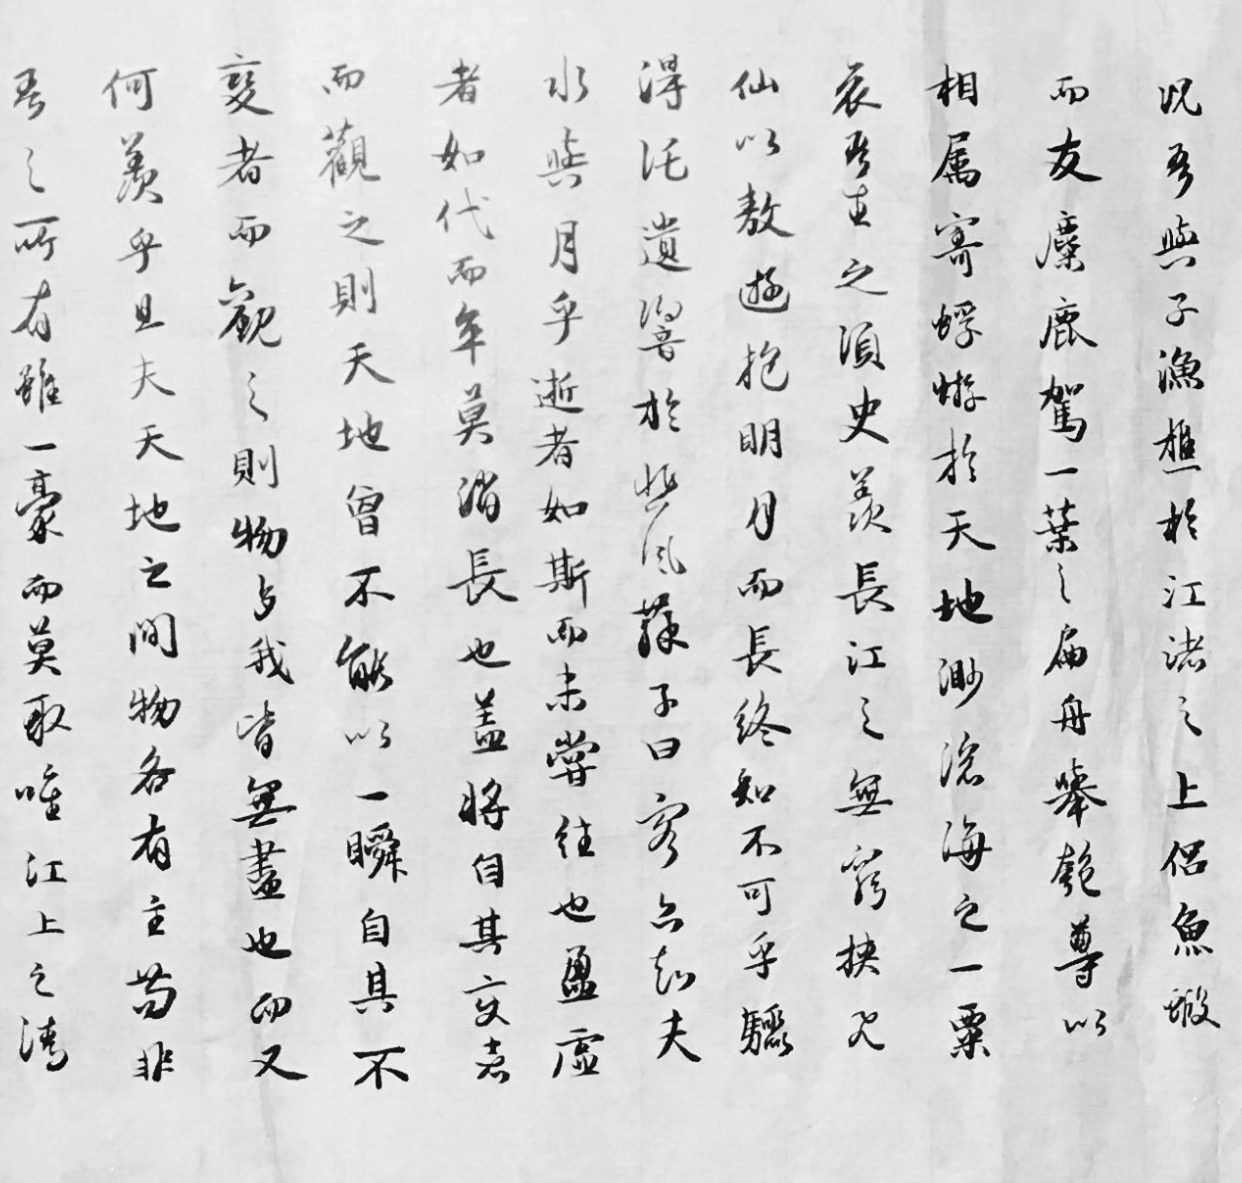 況吾與子漁樵於江渚之上侶魚蝦
而友麋鹿駕一葉之扁舟舉匏尊以
相属寄蜉蝣於天地渺滄海之一粟
哀吾生之須臾羨長江之無窮挾飛
仙以敖遊抱明月而長終知不可乎驟
得託遺響於悲風蘇子曰客亦知夫
水與月乎逝者如斯而未嘗往也盈虛
者如代而卒莫消長也盖將自其变者
而觀之則天地曾不能以一瞬自其不
變者而觀之則物与我皆無盡也而又
何羨乎且夫天地之間物各有主苟非
吾之所有雖一豪而莫取唯江上之清